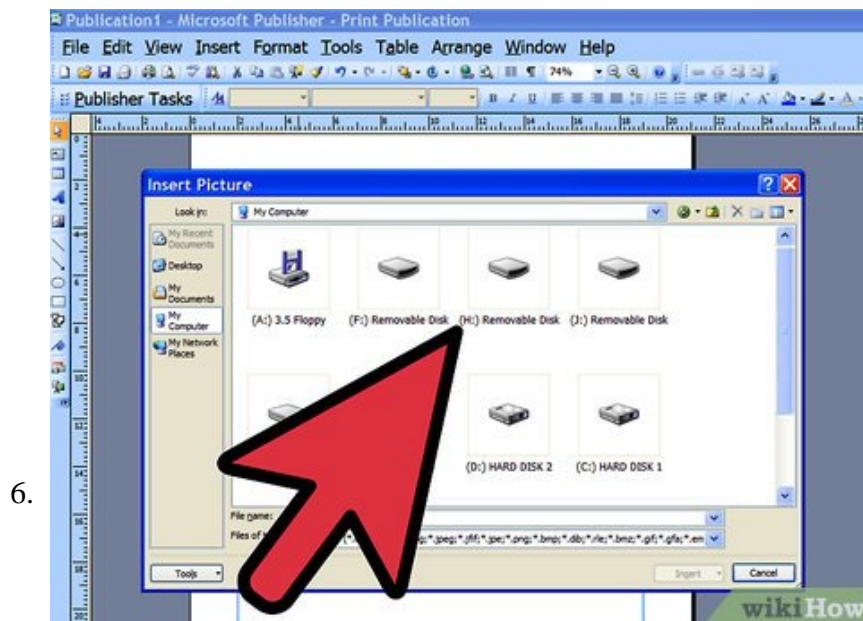 Publication1 - Microsoft Publisher - Print Publication
File Edit View Insert Format Tools Table Arrange Window Help
74%
Publisher Tasks
Insert Picture
Look in: My Computer
My Recent Documents
Desktop
My Documents
My Computer
My Network Places
(A:) 3.5 Floppy (F:) Removable Disk (H:) Removable Disk (J:) Removable Disk
(D:) HARD DISK 2 (C:) HARD DISK 1
6.
File name:
Files of
Tools Insert Cancel
wikiHow